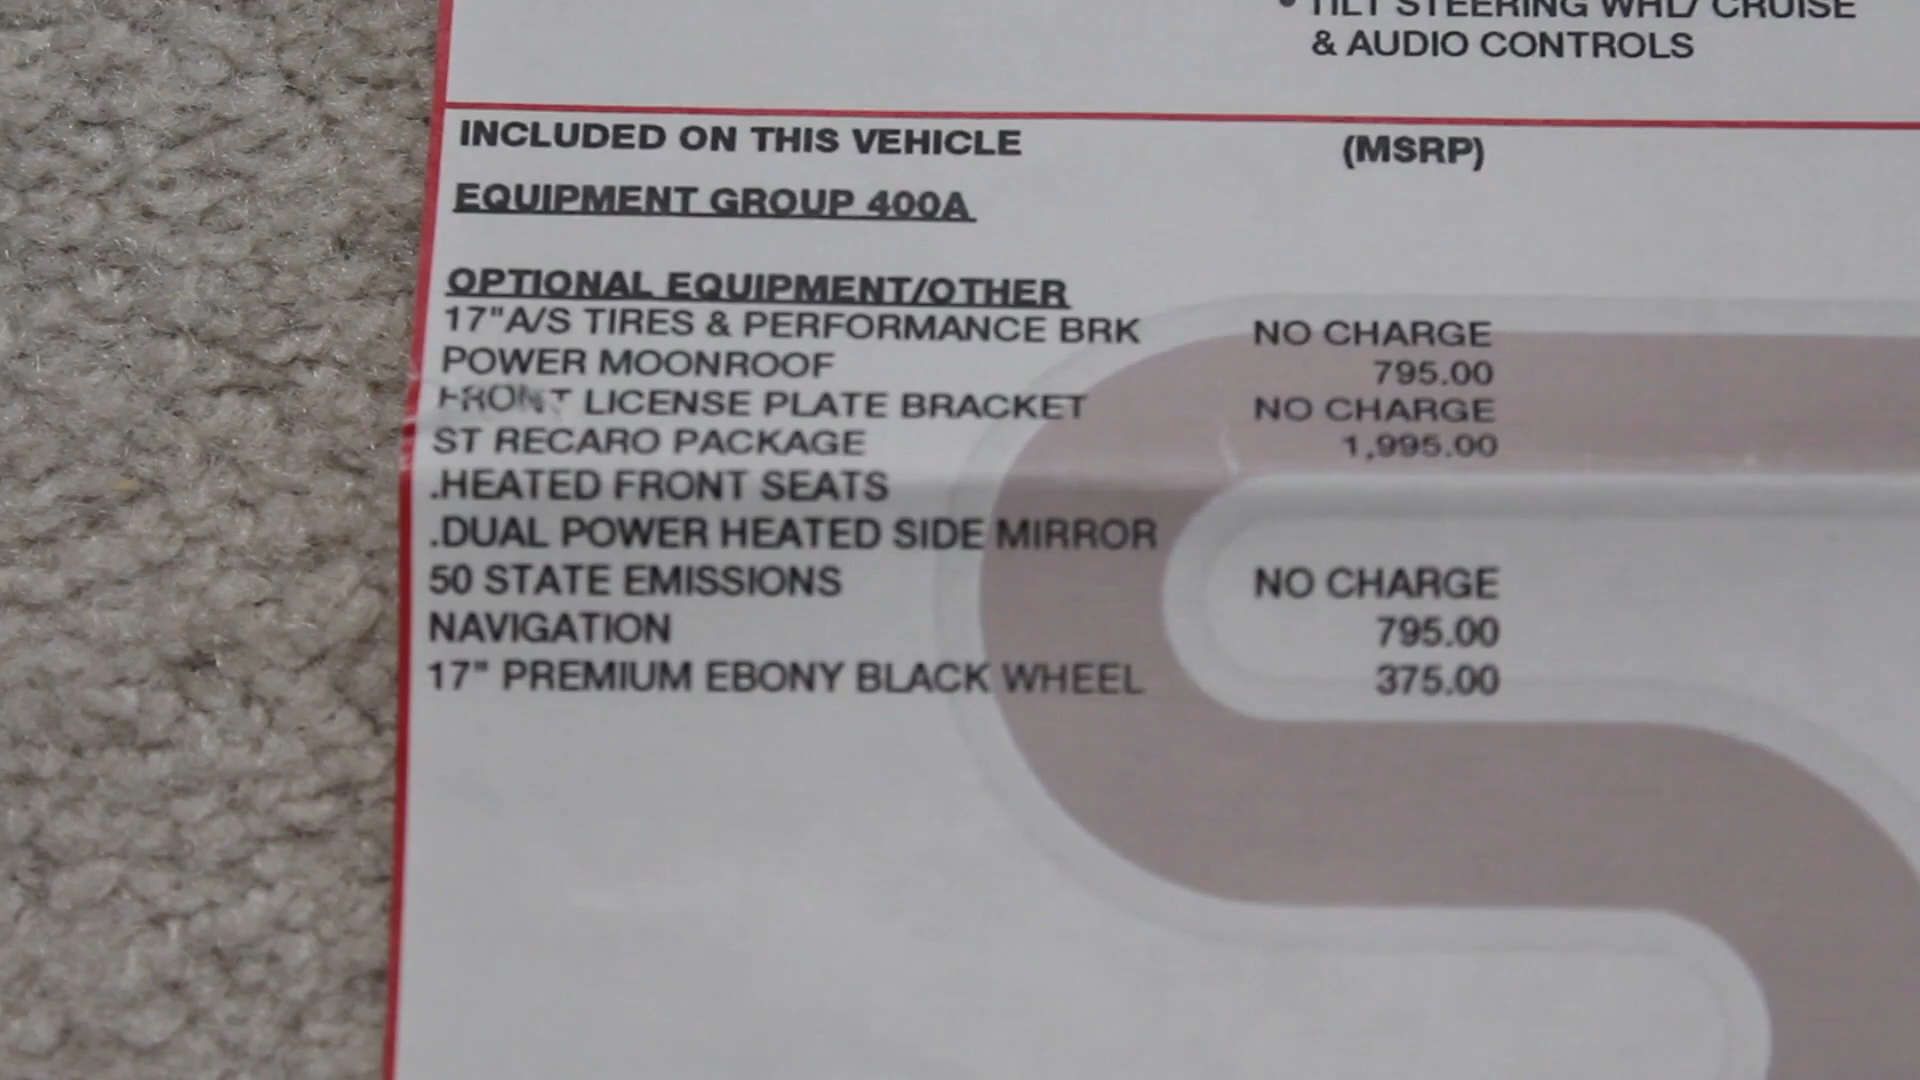 • TILT STEERING WHL/ CRUISE
& AUDIO CONTROLS
INCLUDED ON THIS VEHICLE (MSRP)
EQUIPMENT GROUP 400A
OPTIONAL EQUIPMENT/OTHER
17"A/S TIRES & PERFORMANCE BRK NO CHARGE
POWER MOONROOF 795.00
FRONT LICENSE PLATE BRACKET NO CHARGE
ST RECARO PACKAGE 1,995.00
.HEATED FRONT SEATS
.DUAL POWER HEATED SIDE MIRROR
50 STATE EMISSIONS NO CHARGE
NAVIGATION 795.00
17" PREMIUM EBONY BLACK WHEEL 375.00